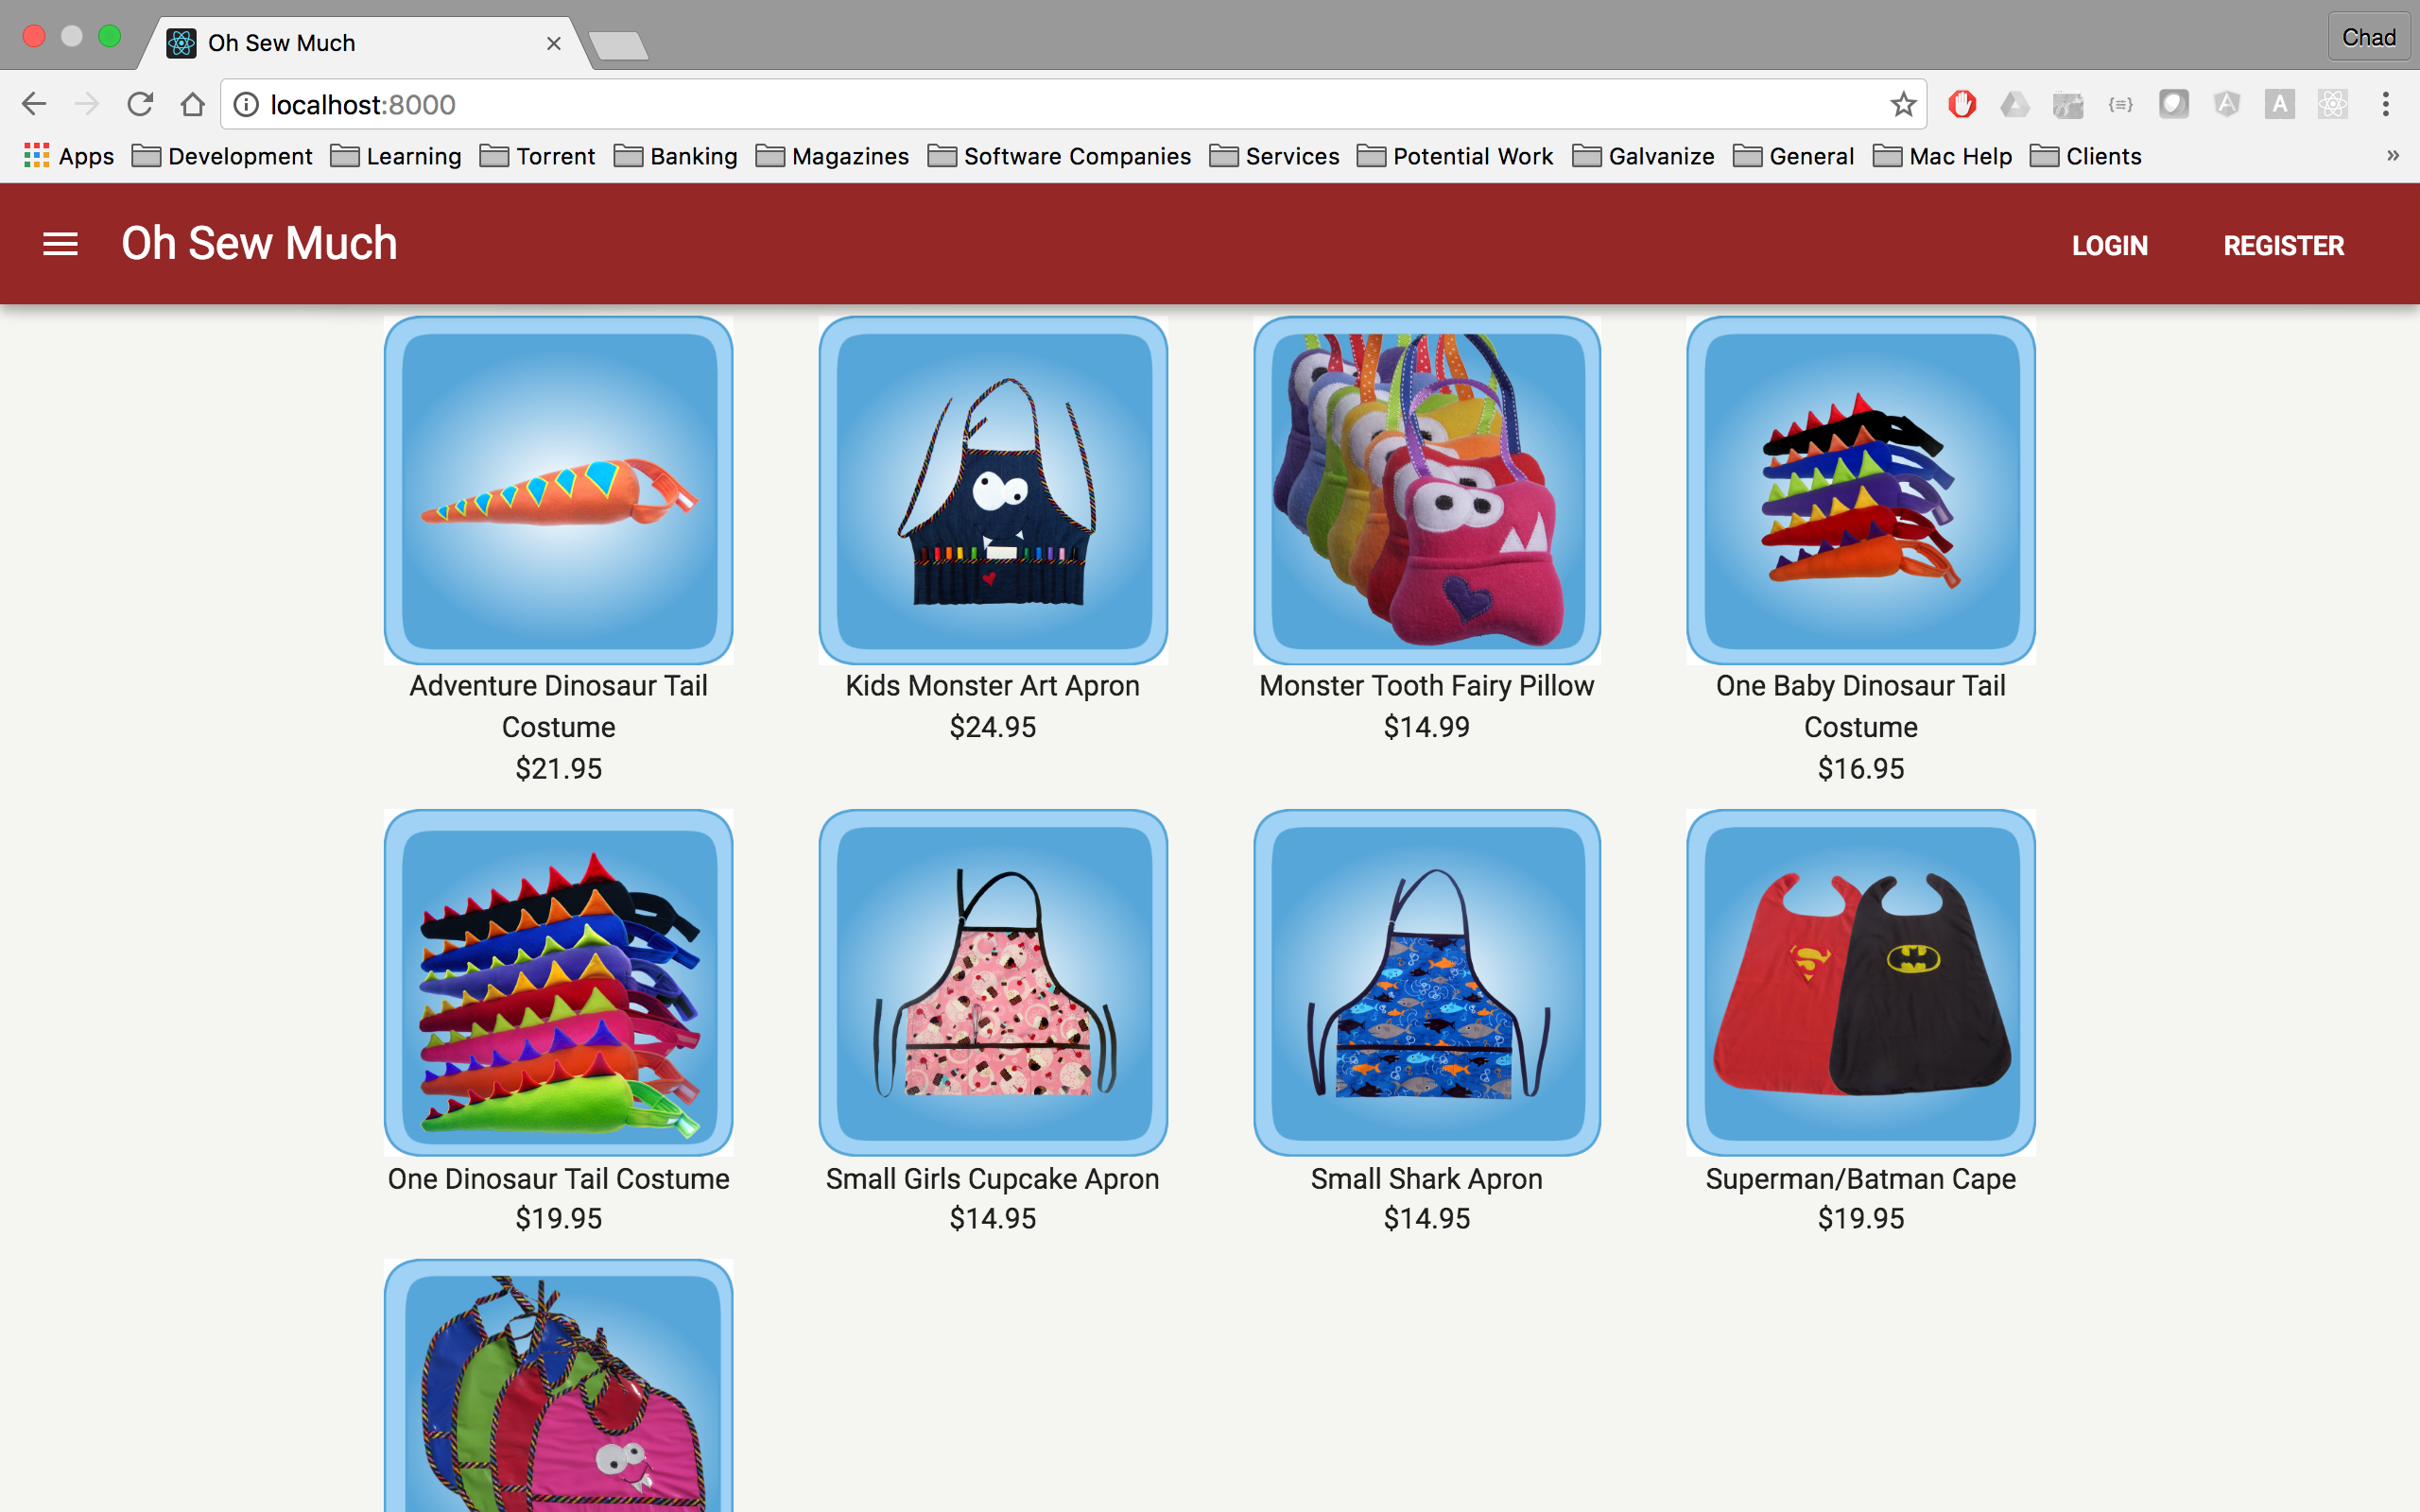 Oh Sew Much
Chad
localhost:8000
A
A
Apps Development Learning Torrent Banking Magazines Software Companies Services Potential Work Galvanize General Mac Help Clients »
Oh Sew Much LOGIN REGISTER
Adventure Dinosaur Tail
Costume
$21.95
Kids Monster Art Apron
$24.95
Monster Tooth Fairy Pillow
$14.99
One Baby Dinosaur Tail
Costume
$16.95
One Dinosaur Tail Costume
$19.95
Small Girls Cupcake Apron
$14.95
Small Shark Apron
$14.95
Superman/Batman Cape
$19.95